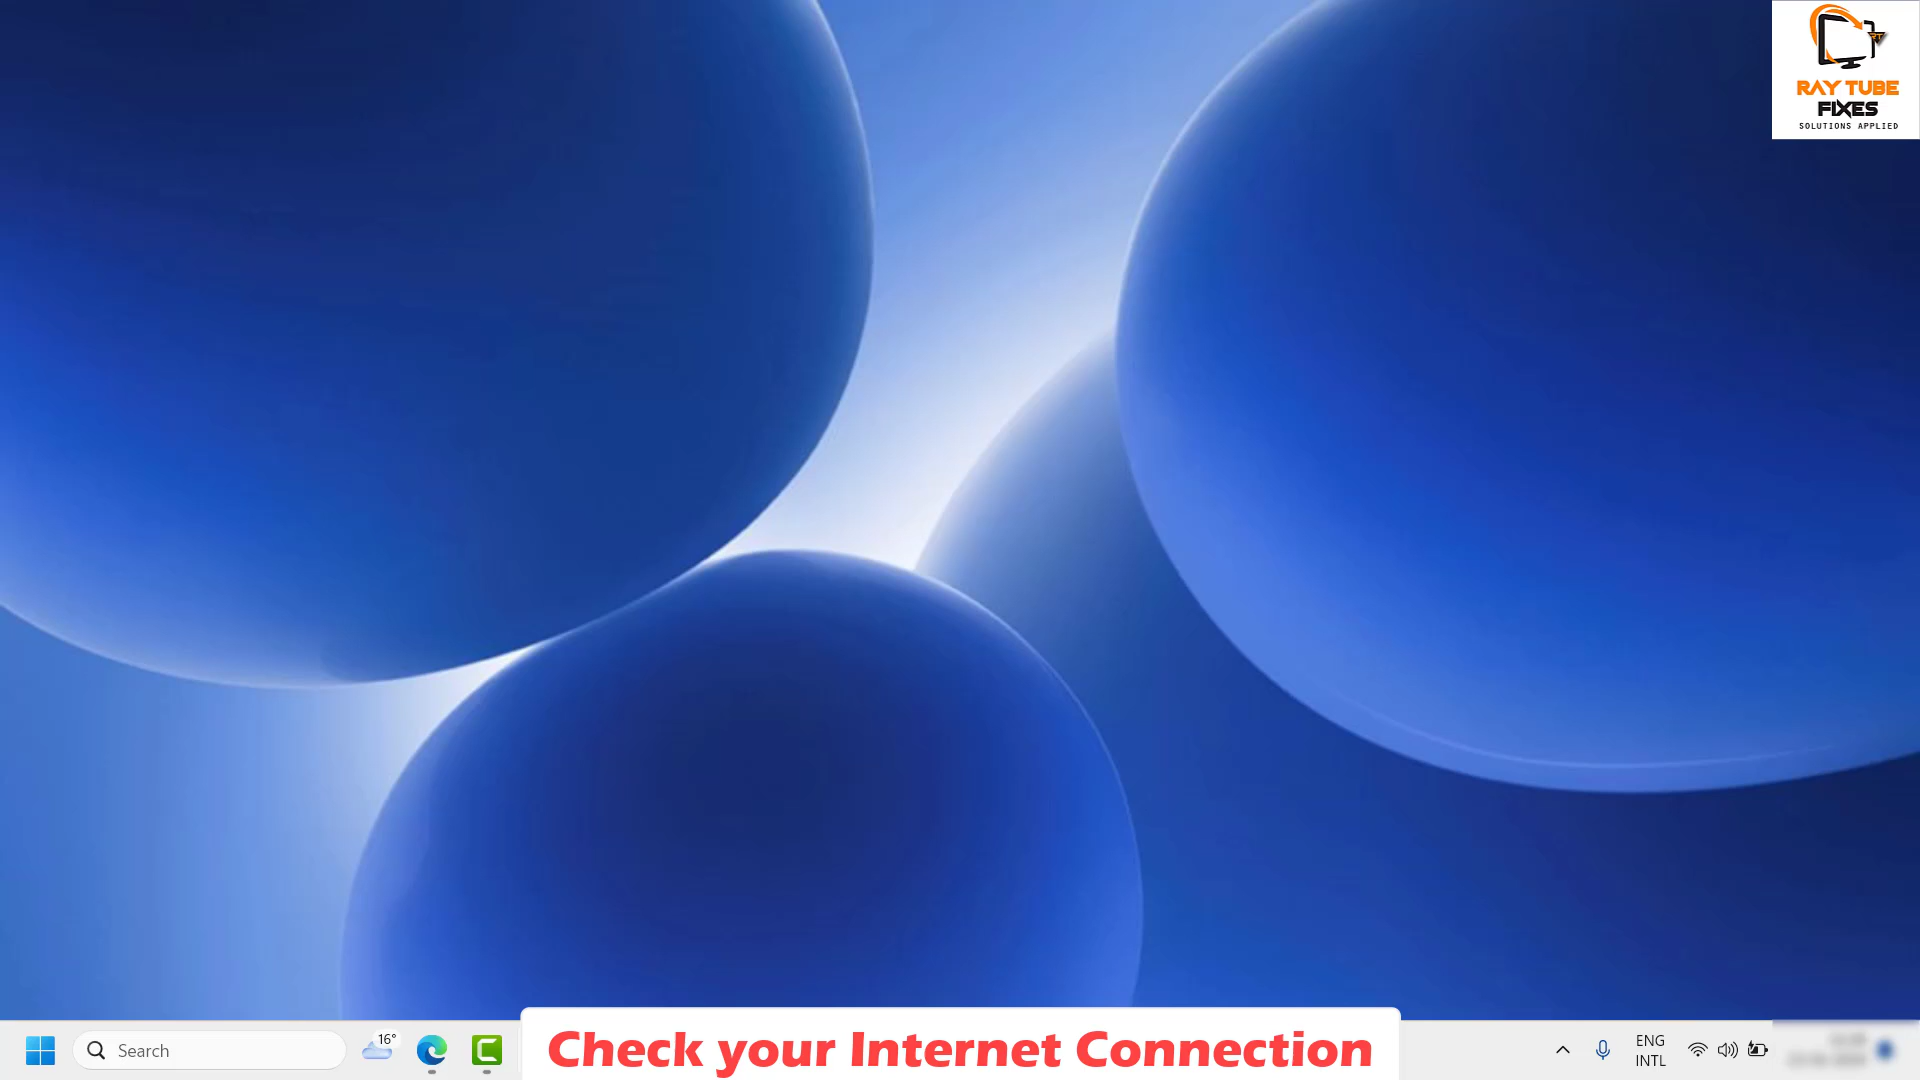 RAY TUBE
FIXES
SOLUTIONS APPLIED
Search
16°
Check your Internet Connection
ENG
INTL